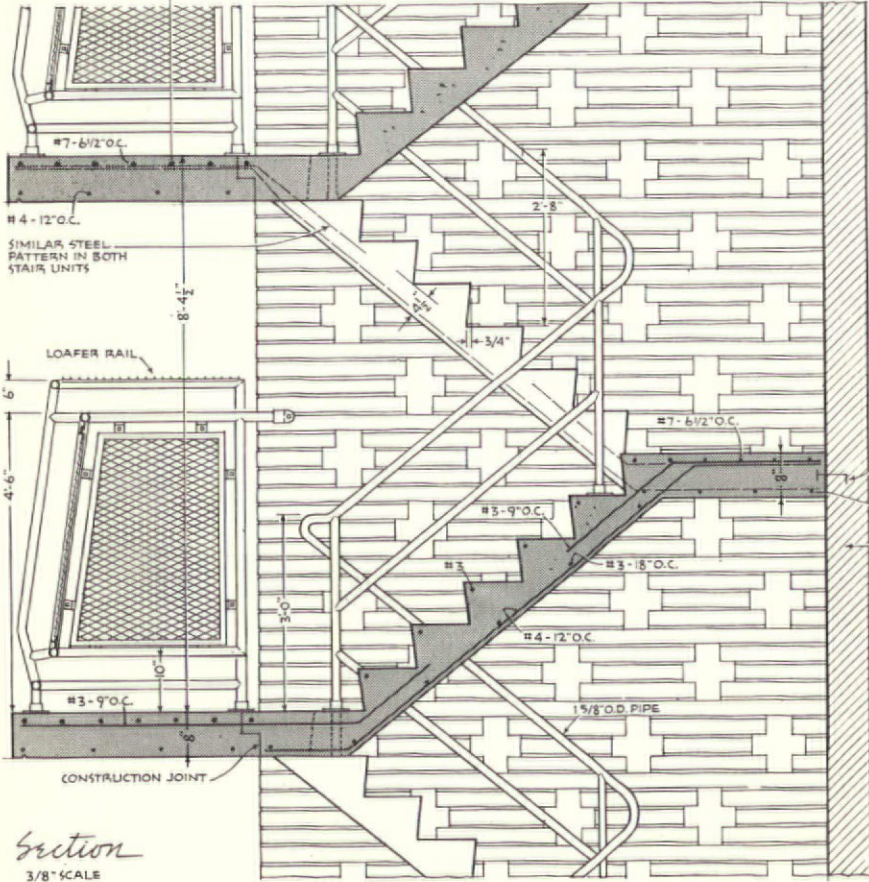 #7-6 1/2" O.C.
#4-12" O.C.
SIMILAR STEEL
PATTERN IN BOTH
STAIR UNITS
2'-8"
8'-4 1/2"
3/4"
LOAFER RAIL
6"
#7-6 1/2" O.C.
8"
4'-6"
#3-9" O.C.
#3-18" O.C.
#3
3'-0"
#4-12" O.C.
10"
#3-9" O.C.
1 5/8" O.D. PIPE
8"
CONSTRUCTION JOINT
Section
3/8" SCALE